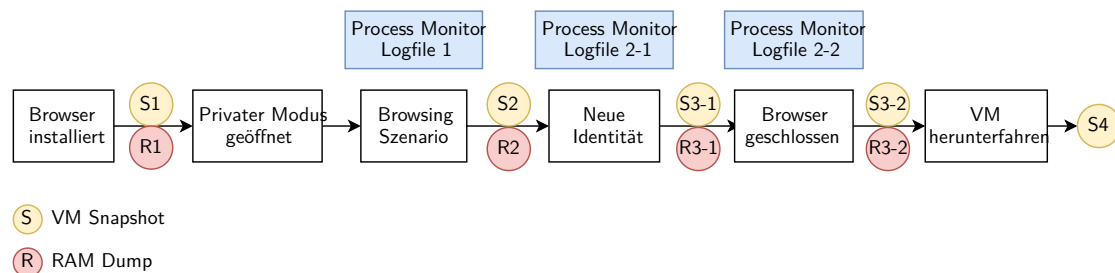 Process Monitor
Logfile 1
Process Monitor
Logfile 2-1
Process Monitor
Logfile 2-2
Browser
installiert
S1
R1
Privater Modus
geöffnet
Browsing
Szenario
S2
R2
Neue
Identität
S3-1
R3-1
Browser
geschlossen
S3-2
R3-2
VM
herunterfahren
S4
S VM Snapshot
R RAM Dump